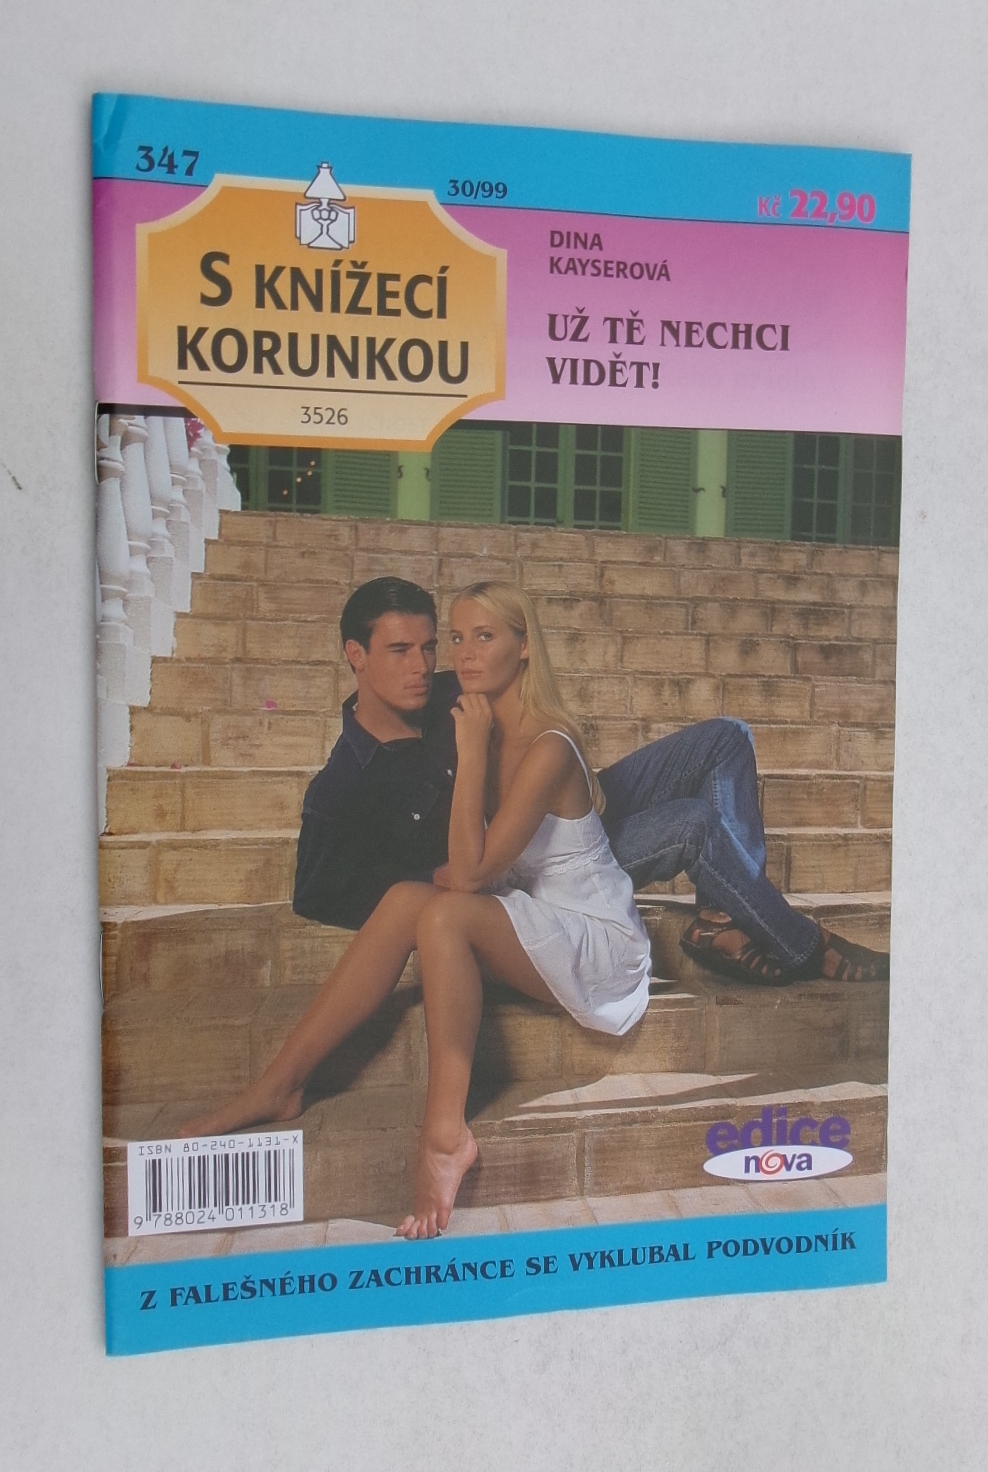 347
30/99
Kč 22,90
S KNÍŽECÍ
KORUNKOU
3526
DINA
KAYSEROVÁ
UŽ TĚ NECHCI
VIDĚT!
edice
nova
ISBN 80-240-1131-X
9 788024 011318
Z FALEŠNÉHO ZACHRÁNCE SE VYKLUBAL PODVODNÍK